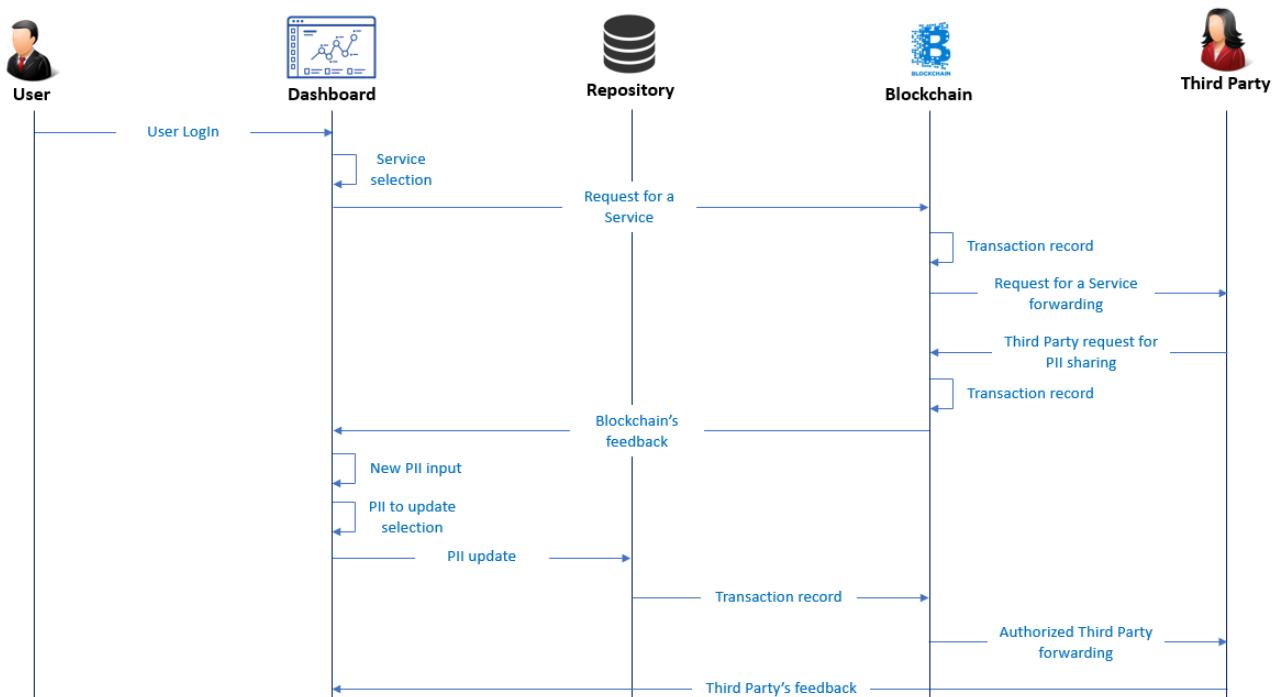 BLOCKCHAIN
User
Dashboard
Repository
Blockchain
Third Party
User LogIn
Service
selection
Request for a
Service
Transaction record
Request for a Service
forwarding
Third Party request for
PII sharing
Transaction record
Blockchain's
feedback
New PII input
PII to update
selection
PII update
Transaction record
Authorized Third Party
forwarding
Third Party's feedback